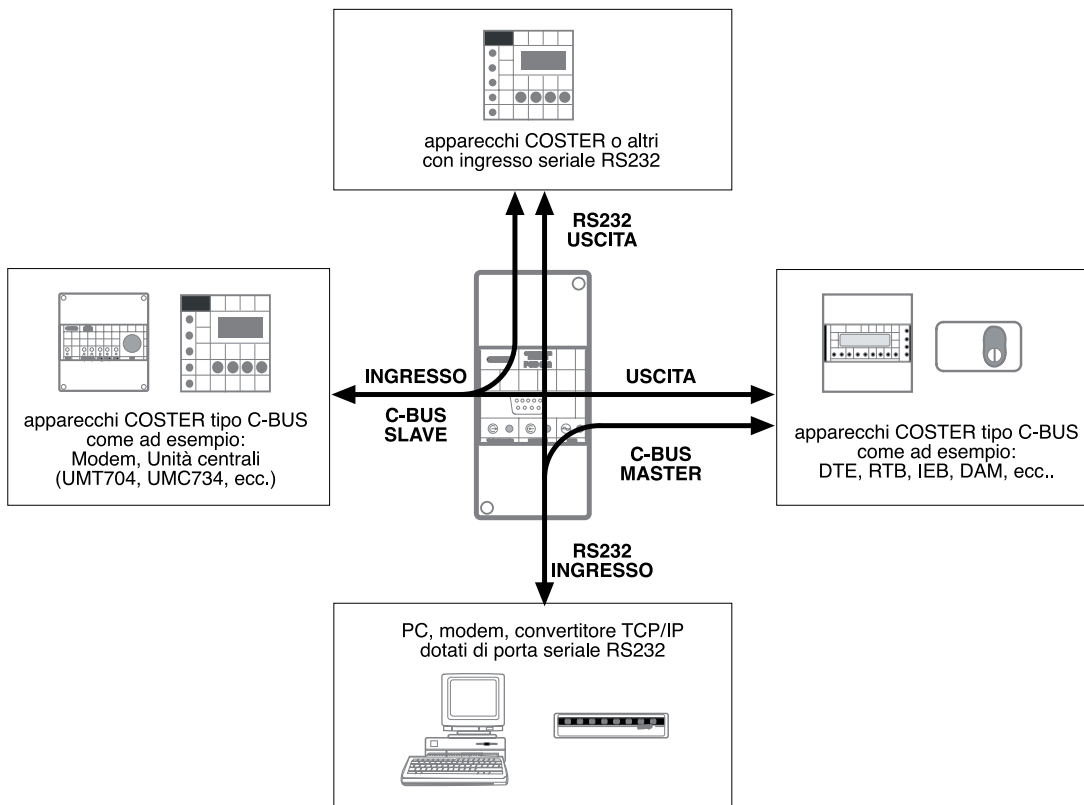 apparecchi COSTER o altri
con ingresso seriale RS232
RS232
USCITA
INGRESSO
C-BUS
SLAVE
USCITA
C-BUS
MASTER
apparecchi COSTER tipo C-BUS
come ad esempio:
Modem, Unità centrali
(UMT704, UMC734, ecc.)
apparecchi COSTER tipo C-BUS
come ad esempio:
DTE, RTB, IEB, DAM, ecc..
RS232
INGRESSO
PC, modem, convertitore TCP/IP
dotati di porta seriale RS232